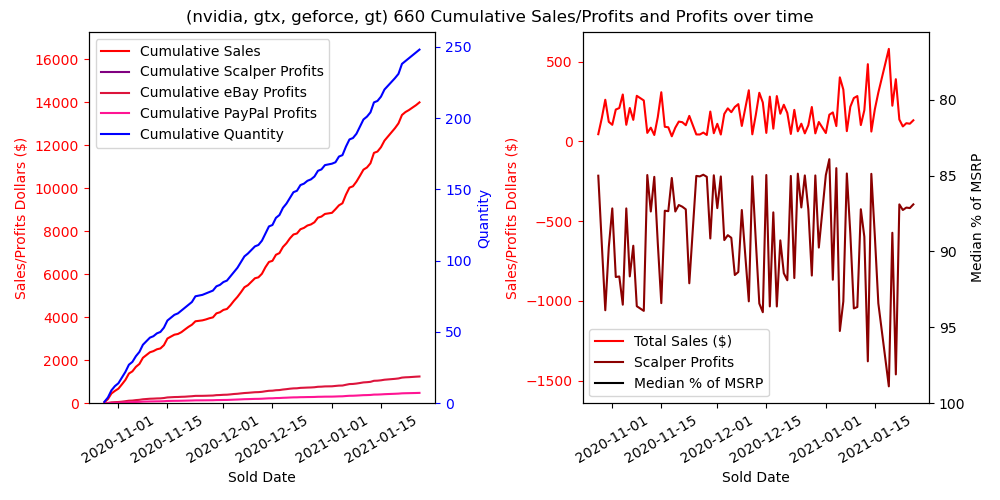 (nvidia, gtx, geforce, gt) 660 Cumulative Sales/Profits and Profits over time
Cumulative Sales
Cumulative Scalper Profits
Cumulative eBay Profits
Cumulative PayPal Profits
Cumulative Quantity
16000
14000
12000
10000
8000
6000
4000
2000
0
Sales/Profits Dollars ($)
250
200
150
100
50
0
Quantity
2020-11-01
2020-11-15
2020-12-01
2020-12-15
2021-01-01
2021-01-15
Sold Date
500
0
−500
−1000
−1500
Sales/Profits Dollars ($)
80
85
90
95
100
Median % of MSRP
Total Sales ($)
Scalper Profits
Median % of MSRP
2020-11-01
2020-11-15
2020-12-01
2020-12-15
2021-01-01
2021-01-15
Sold Date